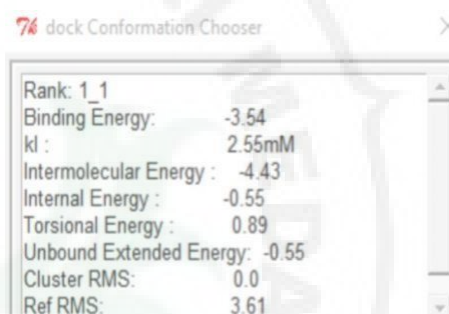 dock Conformation Chooser
Rank: 1_1
Binding Energy: -3.54
kI : 2.55mM
Intermolecular Energy : -4.43
Internal Energy : -0.55
Torsional Energy : 0.89
Unbound Extended Energy: -0.55
Cluster RMS: 0.0
Ref RMS: 3.61